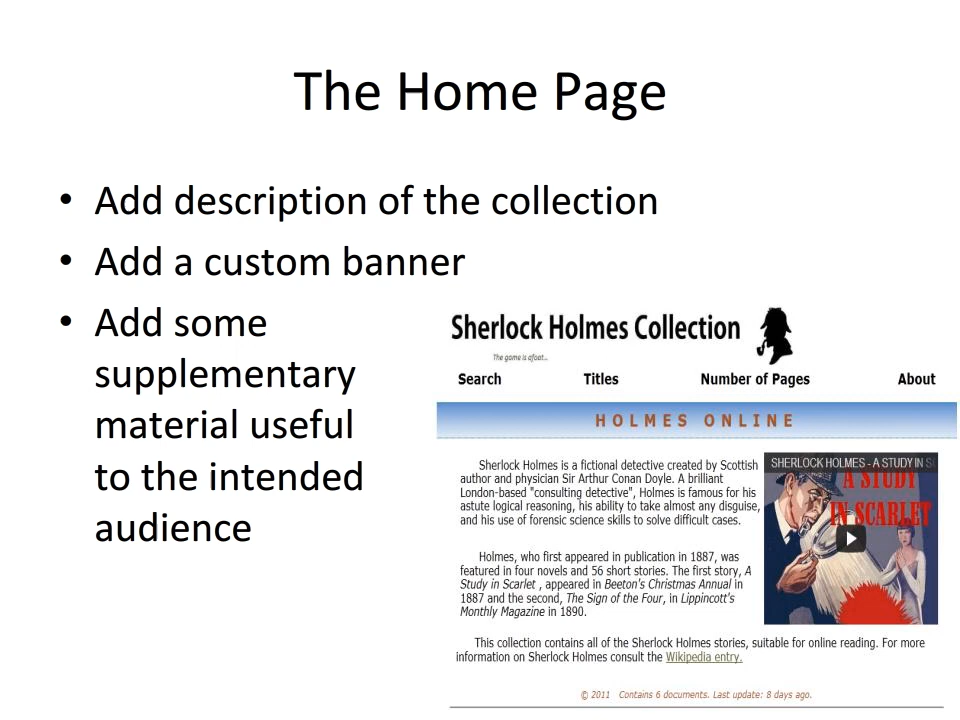 The Home Page
• Add description of the collection
• Add a custom banner
• Add some
supplementary
material useful
to the intended
audience
Sherlock Holmes Collection
The game is afoat...
Search Titles Number of Pages About
HOLMES ONLINE
Sherlock Holmes is a fictional detective created by Scottish
author and physician Sir Arthur Conan Doyle. A brilliant
London-based "consulting detective", Holmes is famous for his
astute logical reasoning, his ability to take almost any disguise,
and his use of forensic science skills to solve difficult cases.
SHERLOCK HOLMES - A STUDY IN SC
A STUDY
IN SCARLET
Holmes, who first appeared in publication in 1887, was
featured in four novels and 56 short stories. The first story, A
Study in Scarlet , appeared in Beeton's Christmas Annual in
1887 and the second, The Sign of the Four, in Lippincott's
Monthly Magazine in 1890.
This collection contains all of the Sherlock Holmes stories, suitable for online reading. For more
information on Sherlock Holmes consult the Wikipedia entry.
© 2011 Contains 6 documents. Last update: 8 days ago.